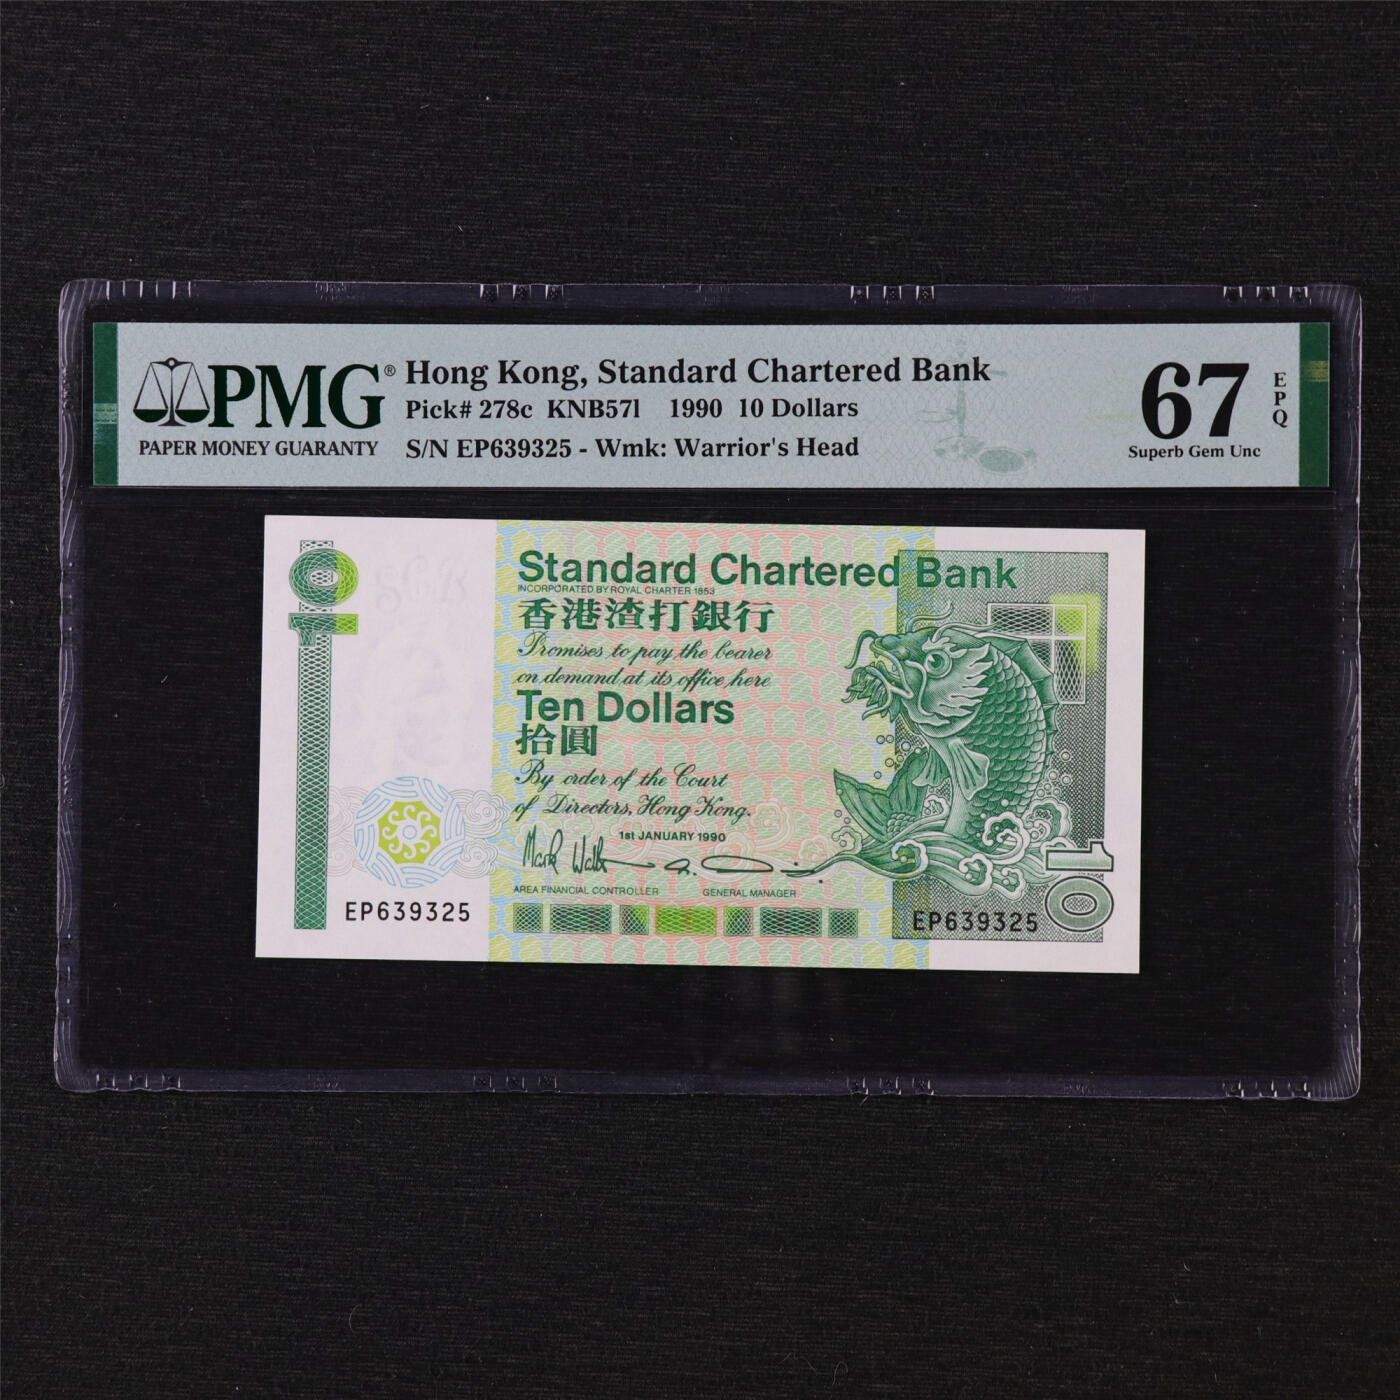 PMG®
PAPER MONEY GUARANTY
Hong Kong, Standard Chartered Bank
Pick# 278c KNB57l 1990 10 Dollars
S/N EP639325 - Wmk: Warrior's Head
67
EPQ
Superb Gem Unc
10
Standard Chartered Bank
INCORPORATED BY ROYAL CHARTER 1853
香港渣打銀行
Promises to pay the bearer
on demand at its office here
Ten Dollars
拾圓
By order of the Court
of Directors, Hong Kong.
1st JANUARY 1990
AREA FINANCIAL CONTROLLER GENERAL MANAGER
EP639325
EP639325
10